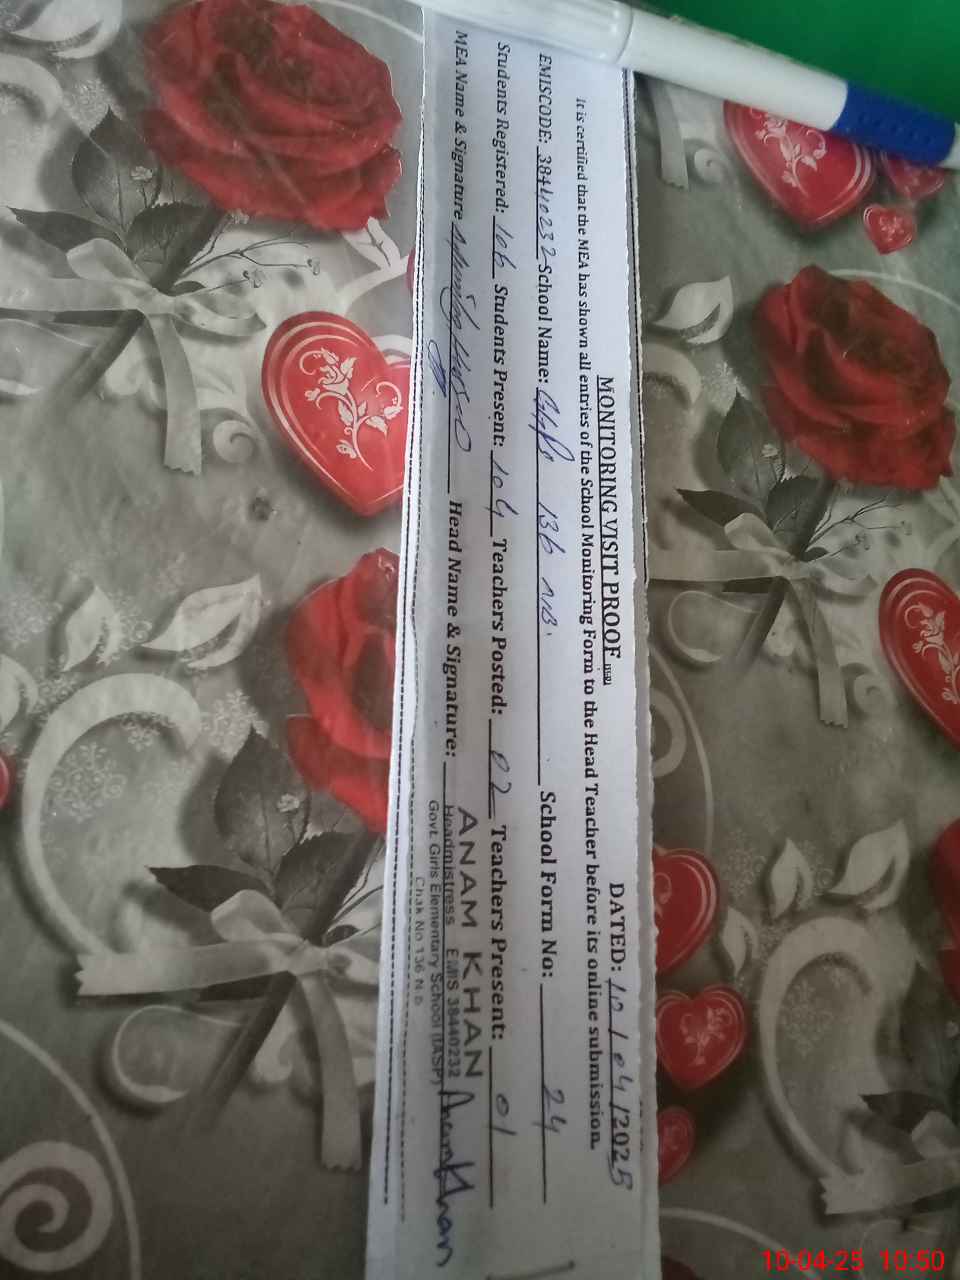 MONITORING VISIT PROOF
DATED: 10/04/2025
It is certified that the MEA has shown all entries of the School Monitoring Form to the Head Teacher before its online submission.
EMISCODE: 38440232 School Name: 136 NB. School Form No: 24
Students Registered: 106 Students Present: 104 Teachers Posted: 02 Teachers Present: 01
MEA Name & Signature Head Name & Signature:
ANAM KHAN
Headmistress EMIS 38440232
Govt. Girls Elementary School (IASP)
Chak No 136 N.B
Anam Khan
10-04-25 10:50